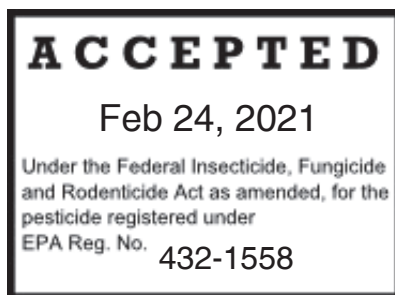 ACCEPTED
Feb 24, 2021
Under the Federal Insecticide, Fungicide
and Rodenticide Act as amended, for the
pesticide registered under
EPA Reg. No. 432-1558